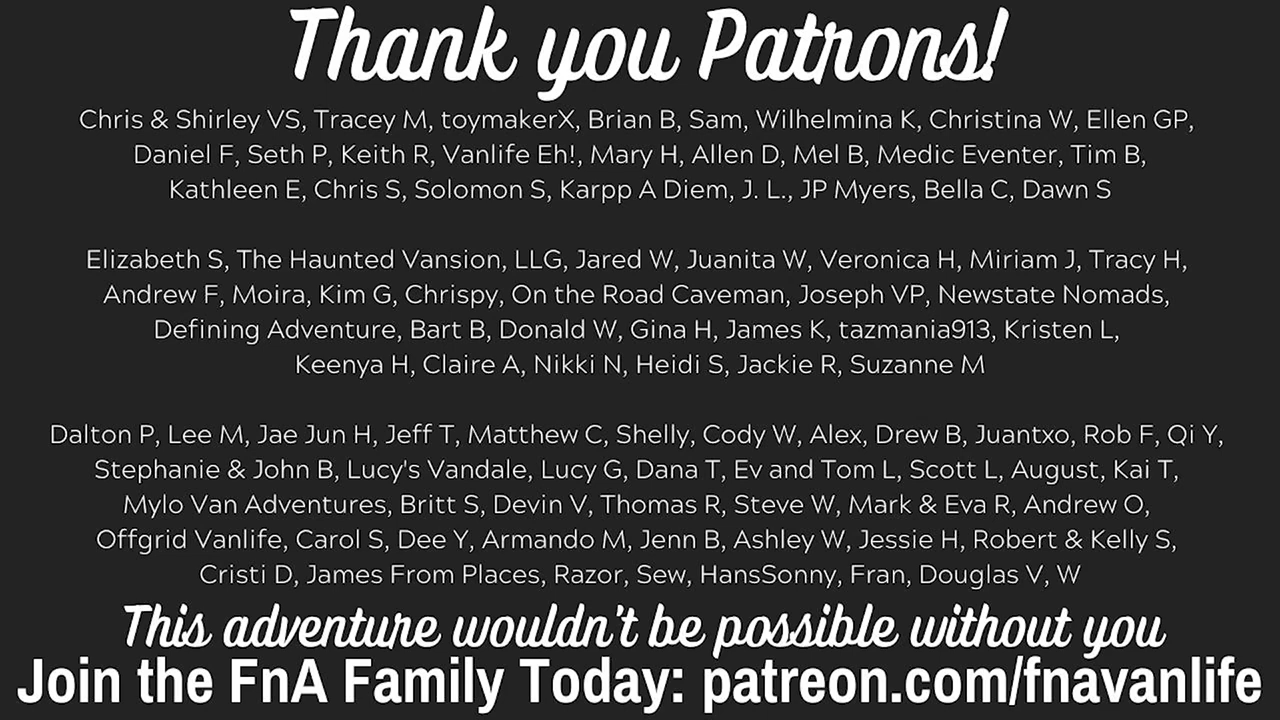 Thank you Patrons!
Chris & Shirley VS, Tracey M, toymakerX, Brian B, Sam, Wilhelmina K, Christina W, Ellen GP,
Daniel F, Seth P, Keith R, Vanlife Eh!, Mary H, Allen D, Mel B, Medic Eventer, Tim B,
Kathleen E, Chris S, Solomon S, Karpp A Diem, J. L., JP Myers, Bella C, Dawn S
Elizabeth S, The Haunted Vansion, LLG, Jared W, Juanita W, Veronica H, Miriam J, Tracy H,
Andrew F, Moira, Kim G, Chrispy, On the Road Caveman, Joseph VP, Newstate Nomads,
Defining Adventure, Bart B, Donald W, Gina H, James K, tazmania913, Kristen L,
Keenya H, Claire A, Nikki N, Heidi S, Jackie R, Suzanne M
Dalton P, Lee M, Jae Jun H, Jeff T, Matthew C, Shelly, Cody W, Alex, Drew B, Juantxo, Rob F, Qi Y,
Stephanie & John B, Lucy's Vandale, Lucy G, Dana T, Ev and Tom L, Scott L, August, Kai T,
Mylo Van Adventures, Britt S, Devin V, Thomas R, Steve W, Mark & Eva R, Andrew O,
Offgrid Vanlife, Carol S, Dee Y, Armando M, Jenn B, Ashley W, Jessie H, Robert & Kelly S,
Cristi D, James From Places, Razor, Sew, HansSonny, Fran, Douglas V, W
This adventure wouldn't be possible without you
Join the FnA Family Today: patreon.com/fnavanlife